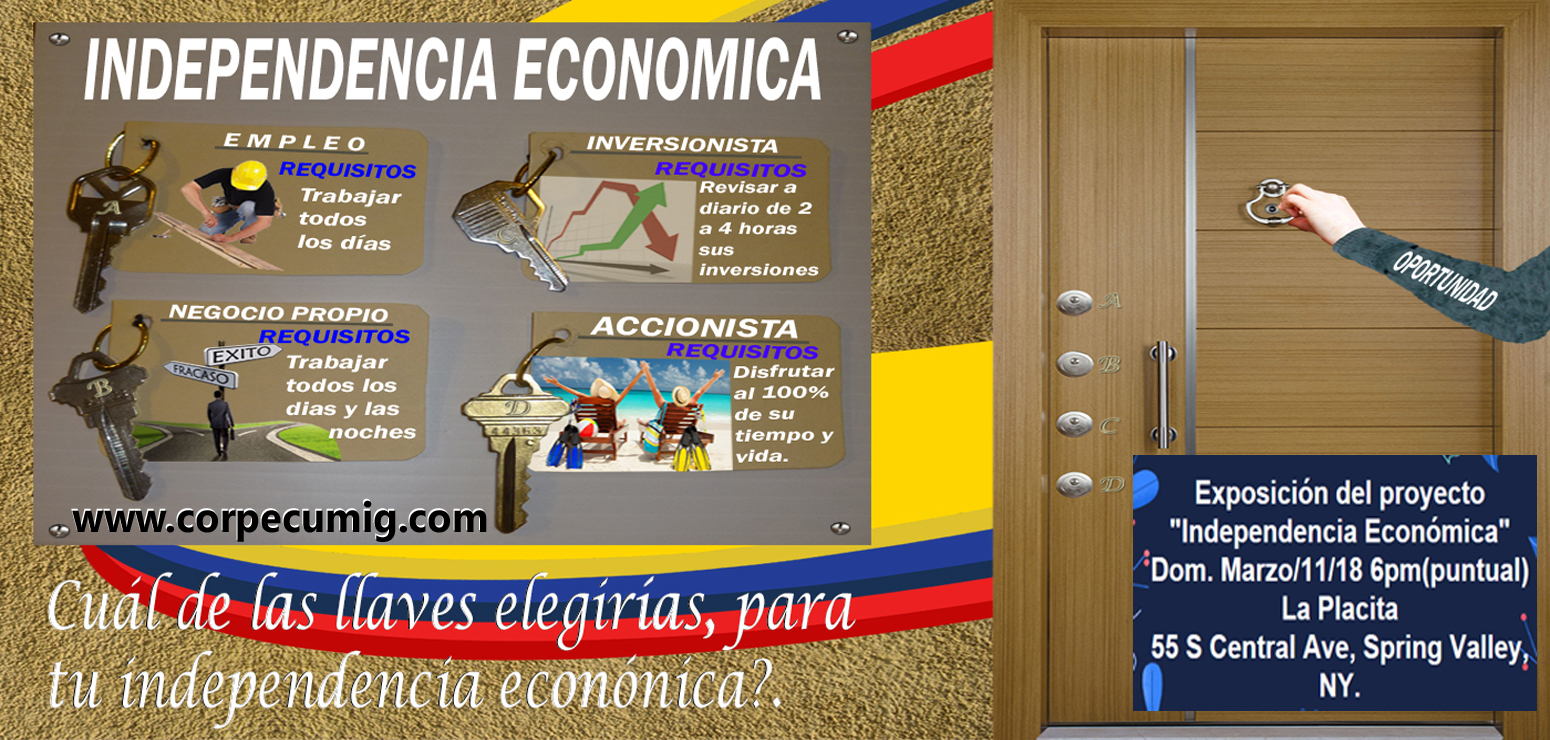 INDEPENDENCIA ECONOMICA
EMPLEO
REQUISITOS
Trabajar
todos
los días
A
INVERSIONISTA
REQUISITOS
Revisar a
diario de 2
a 4 horas
sus
inversiones
C
NEGOCIO PROPIO
REQUISITOS
EXITO
FRACASO
Trabajar
todos los
dias y las
noches
B
ACCIONISTA
REQUISITOS
Disfrutar
al 100%
de su
tiempo y
vida.
D
www.corpecumig.com
Cuál de las llaves elegirías, para
tu independencia econónica?.
OPORTUNIDAD
A
B
C
D
Exposición del proyecto
"Independencia Económica"
Dom. Marzo/11/18 6pm(puntual)
La Placita
55 S Central Ave, Spring Valley,
NY.